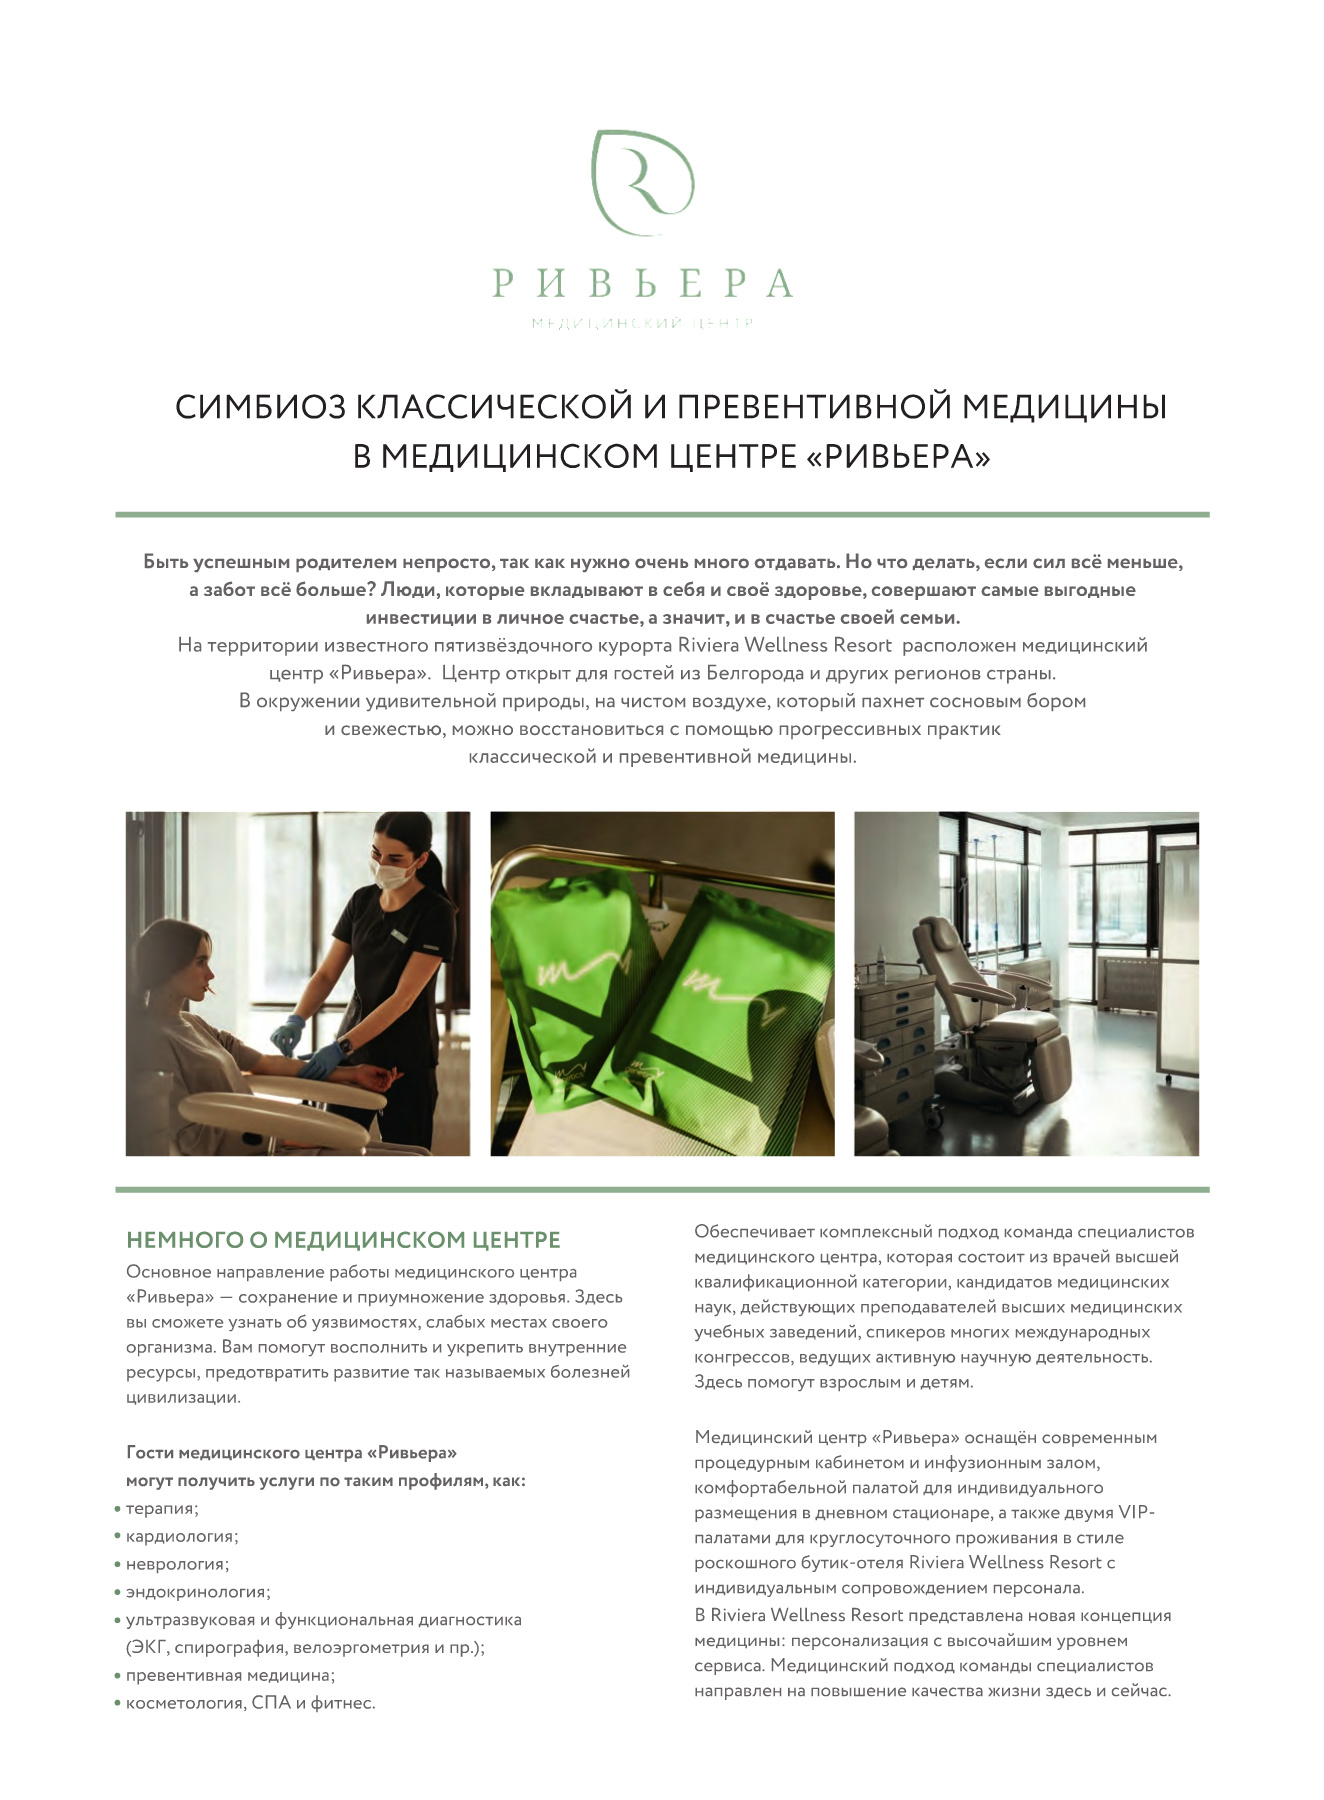 РИВЬЕРА
МЕДИЦИНСКИЙ ЦЕНТР
СИМБИОЗ КЛАССИЧЕСКОЙ И ПРЕВЕНТИВНОЙ МЕДИЦИНЫ
В МЕДИЦИНСКОМ ЦЕНТРЕ «РИВЬЕРА»
Быть успешным родителем непросто, так как нужно очень много отдавать. Но что делать, если сил всё меньше,
а забот всё больше? Люди, которые вкладывают в себя и своё здоровье, совершают самые выгодные
инвестиции в личное счастье, а значит, и в счастье своей семьи.
На территории известного пятизвёздочного курорта Riviera Wellness Resort расположен медицинский
центр «Ривьера». Центр открыт для гостей из Белгорода и других регионов страны.
В окружении удивительной природы, на чистом воздухе, который пахнет сосновым бором
и свежестью, можно восстановиться с помощью прогрессивных практик
классической и превентивной медицины.
НЕМНОГО О МЕДИЦИНСКОМ ЦЕНТРЕ
Основное направление работы медицинского центра
«Ривьера» — сохранение и приумножение здоровья. Здесь
вы сможете узнать об уязвимостях, слабых местах своего
организма. Вам помогут восполнить и укрепить внутренние
ресурсы, предотвратить развитие так называемых болезней
цивилизации.
Гости медицинского центра «Ривьера»
могут получить услуги по таким профилям, как:
• терапия;
• кардиология;
• неврология;
• эндокринология;
• ультразвуковая и функциональная диагностика
(ЭКГ, спирография, велоэргометрия и пр.);
• превентивная медицина;
• косметология, СПА и фитнес.
Обеспечивает комплексный подход команда специалистов
медицинского центра, которая состоит из врачей высшей
квалификационной категории, кандидатов медицинских
наук, действующих преподавателей высших медицинских
учебных заведений, спикеров многих международных
конгрессов, ведущих активную научную деятельность.
Здесь помогут взрослым и детям.
Медицинский центр «Ривьера» оснащён современным
процедурным кабинетом и инфузионным залом,
комфортабельной палатой для индивидуального
размещения в дневном стационаре, а также двумя VIP-
палатами для круглосуточного проживания в стиле
роскошного бутик-отеля Riviera Wellness Resort с
индивидуальным сопровождением персонала.
В Riviera Wellness Resort представлена новая концепция
медицины: персонализация с высочайшим уровнем
сервиса. Медицинский подход команды специалистов
направлен на повышение качества жизни здесь и сейчас.